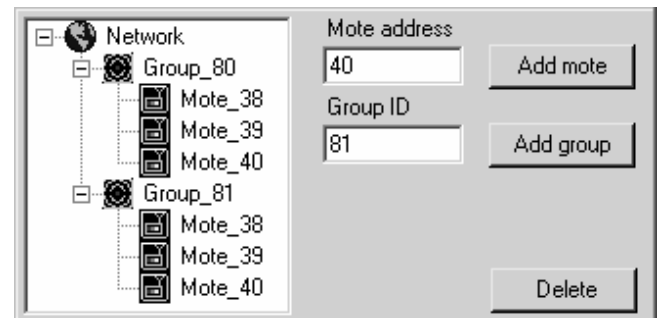 Network
Group_80
Mote_38
Mote_39
Mote_40
Group_81
Mote_38
Mote_39
Mote_40
Mote address
40
Add mote
Group ID
81
Add group
Delete